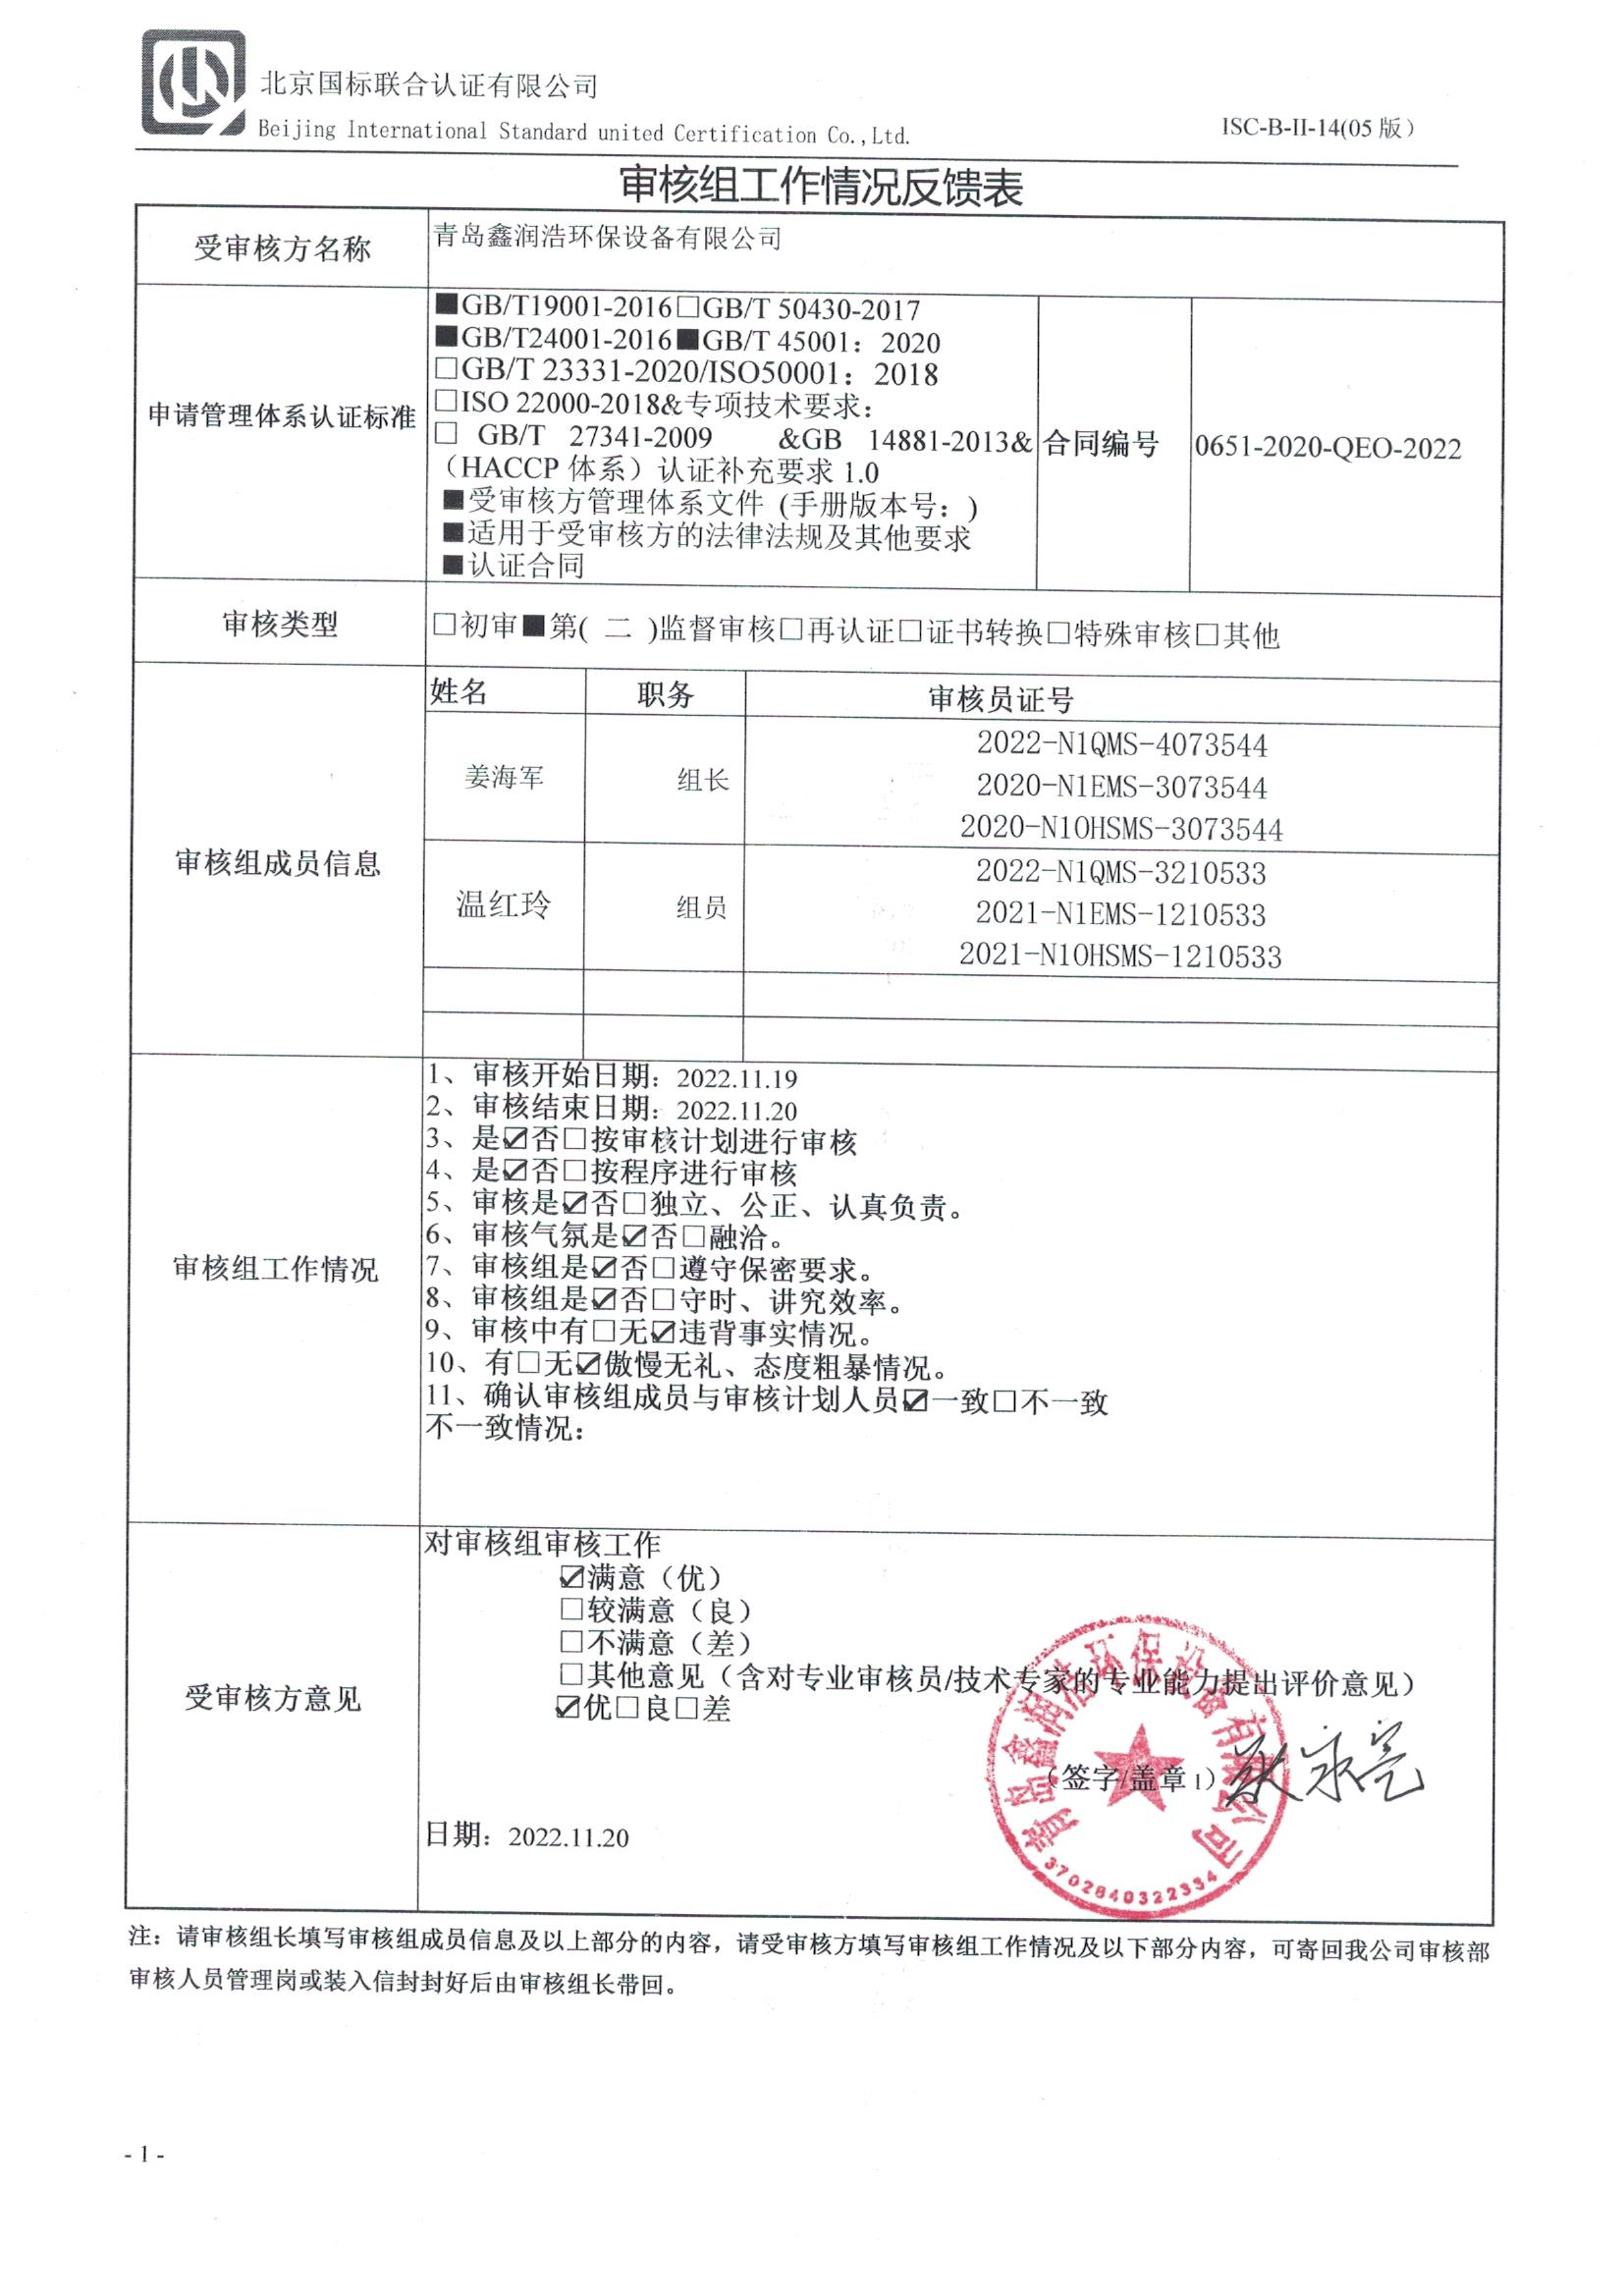 北京国标联合认证有限公司
Beijing International Standard united Certification Co.,Ltd.
ISC-B-II-14(05 版）
审核组工作情况反馈表
受审核方名称
青岛鑫润浩环保设备有限公司
申请管理体系认证标准
■GB/T19001-2016□GB/T 50430-2017
■GB/T24001-2016■GB/T 45001：2020
□GB/T 23331-2020/ISO50001：2018
□ISO 22000-2018&专项技术要求：
□ GB/T 27341-2009 &GB 14881-2013&
（HACCP 体系）认证补充要求 1.0
■受审核方管理体系文件（手册版本号：）
■适用于受审核方的法律法规及其他要求
■认证合同
合同编号
0651-2020-QEO-2022
审核类型
□初审■第( 二 )监督审核□再认证□证书转换□特殊审核□其他
审核组成员信息
姓名 职务 审核员证号
姜海军 组长
2022-N1QMS-4073544
2020-N1EMS-3073544
2020-N1OHSMS-3073544
温红玲 组员
2022-N1QMS-3210533
2021-N1EMS-1210533
2021-N1OHSMS-1210533
审核组工作情况
1、审核开始日期：2022.11.19
2、审核结束日期：2022.11.20
3、是☑否□按审核计划进行审核
4、是☑否□按程序进行审核
5、审核是☑否□独立、公正、认真负责。
6、审核气氛是☑否□融洽。
7、审核组是☑否□遵守保密要求。
8、审核组是☑否□守时、讲究效率。
9、审核中有□无☑违背事实情况。
10、有□无☑傲慢无礼、态度粗暴情况。
11、确认审核组成员与审核计划人员☑一致□不一致
不一致情况：
受审核方意见
对审核组审核工作
☑满意（优）
□较满意（良）
□不满意（差）
□其他意见（含对专业审核员/技术专家的专业能力提出评价意见）
☑优□良□差
（签字/盖章 1）
青岛鑫润浩环保设备有限公司
3702840322334
日期：2022.11.20
注：请审核组长填写审核组成员信息及以上部分的内容，请受审核方填写审核组工作情况及以下部分内容，可寄回我公司审核部
审核人员管理岗或装入信封封好后由审核组长带回。
- 1 -